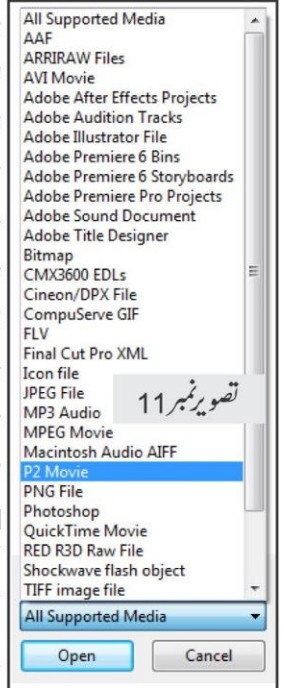 All Supported Media
AAF
ARRIRAW Files
AVI Movie
Adobe After Effects Projects
Adobe Audition Tracks
Adobe Illustrator File
Adobe Premiere 6 Bins
Adobe Premiere 6 Storyboards
Adobe Premiere Pro Projects
Adobe Sound Document
Adobe Title Designer
Bitmap
CMX3600 EDLs
Cineon/DPX File
CompuServe GIF
FLV
Final Cut Pro XML
Icon file
JPEG File
تصویر نمبر 11
MP3 Audio
MPEG Movie
Macintosh Audio AIFF
P2 Movie
PNG File
Photoshop
QuickTime Movie
RED R3D Raw File
Shockwave flash object
TIFF image file
All Supported Media
Open Cancel